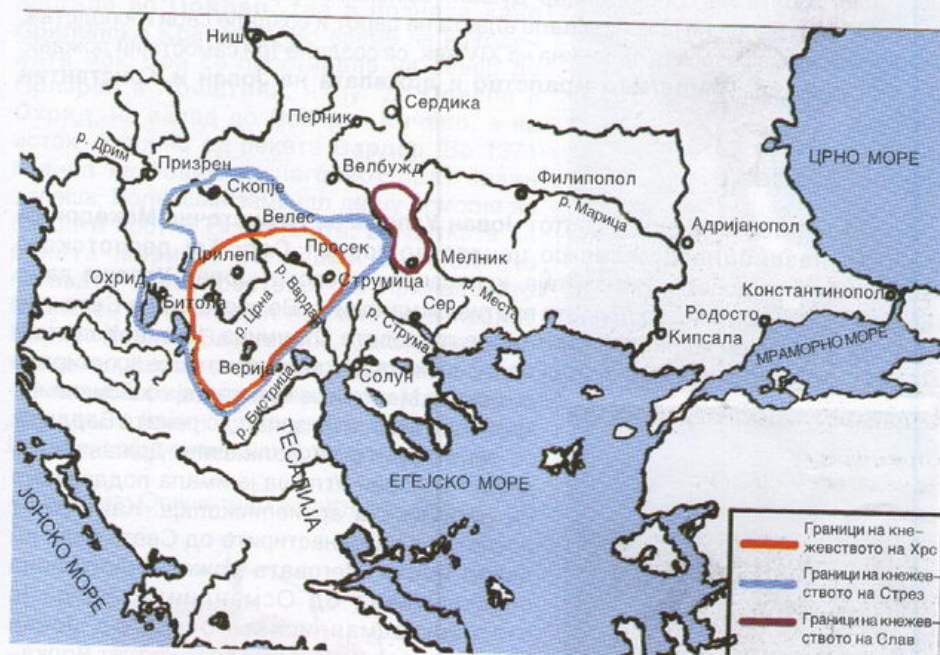 Ниш
Сердика
Перник
р. Дрим
Призрен
Велбужд
ЦРНО МОРЕ
Скопје
Филипопол
р. Марица
Велес
Адријанопол
Просек
Мелник
Прилеп
Охрид
Струмица
Битола
р. Црна
р. Вардар
Сер
р. Места
Константинопол
Родосто
р. Струма
Кипсала
МРАМОРНО МОРЕ
Верија
Солун
р. Бистрица
ТЕСАЛИЈА
ЕГЕЈСКО МОРЕ
ЈОНСКО МОРЕ
Граници на кне-
жевството на Хрс
Граници на кнежев-
ството на Стрез
Граници на кнежев-
ството на Слав